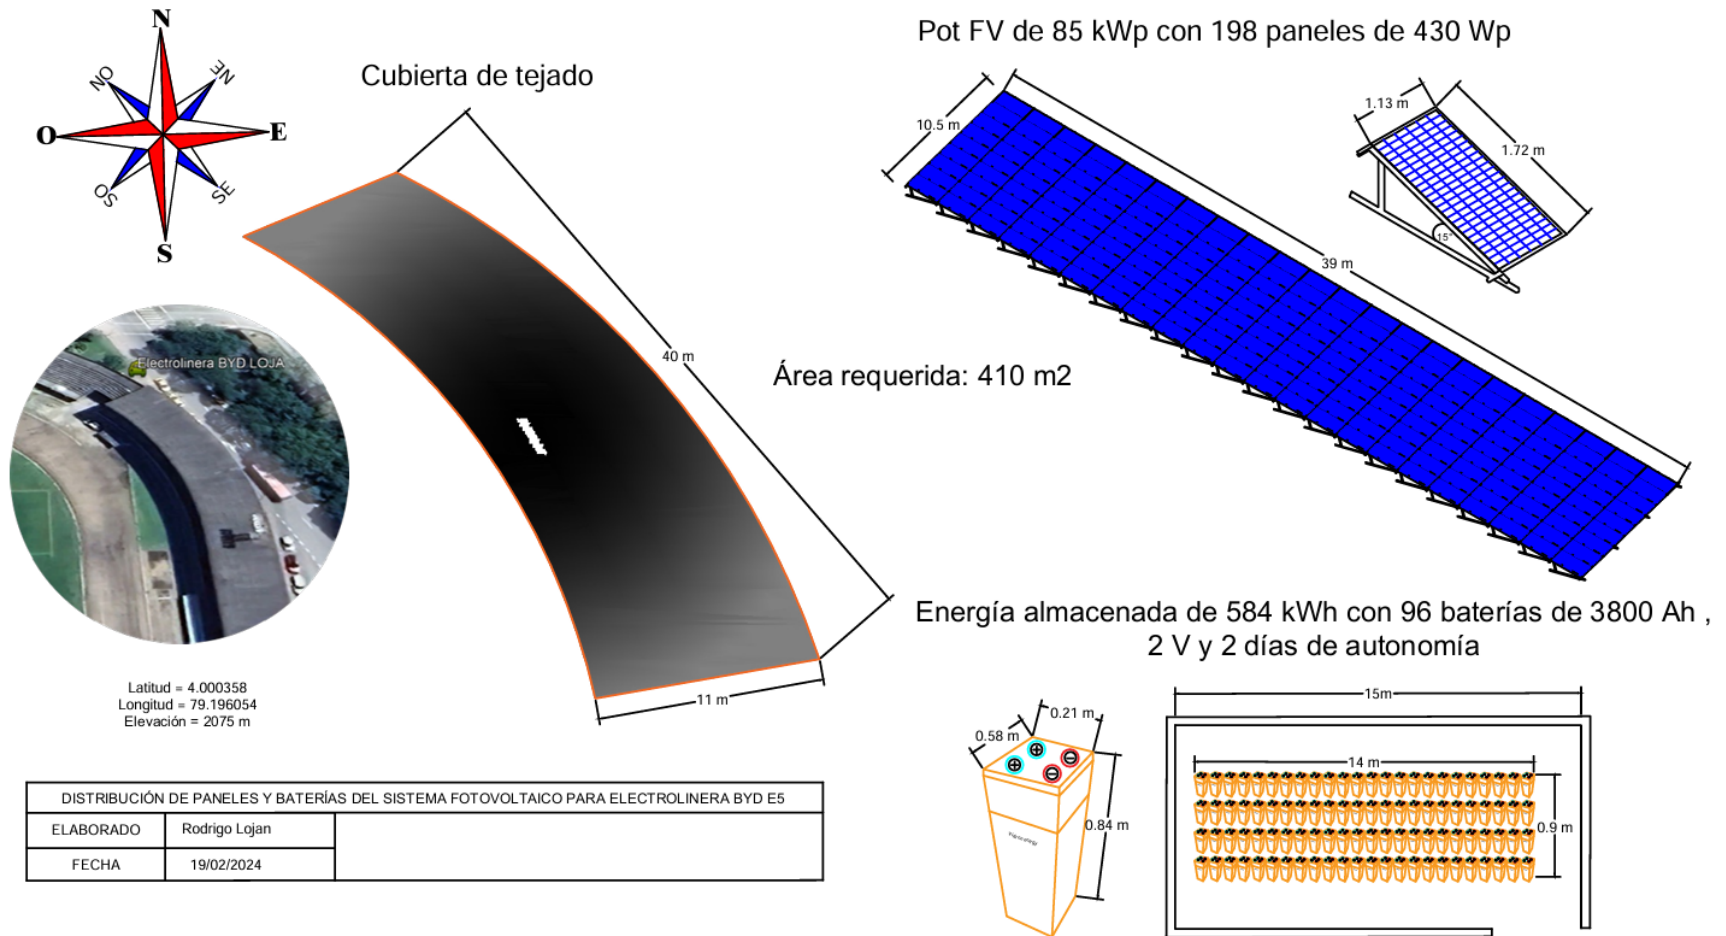 N
NO
NE
O
E
SO
SE
S
Cubierta de tejado
40 m
11 m
Electrolinera BYD LOJA
Latitud = 4.000358
Longitud = 79.196054
Elevación = 2075 m
Área requerida: 410 m2
Pot FV de 85 kWp con 198 paneles de 430 Wp
10.5 m
39 m
1.13 m
1.72 m
15°
Energía almacenada de 584 kWh con 96 baterías de 3800 Ah ,
2 V y 2 días de autonomía
0.58 m
0.21 m
0.84 m
15m
14 m
0.9 m
DISTRIBUCIÓN DE PANELES Y BATERÍAS DEL SISTEMA FOTOVOLTAICO PARA ELECTROLINERA BYD E5
ELABORADO Rodrigo Lojan
FECHA 19/02/2024